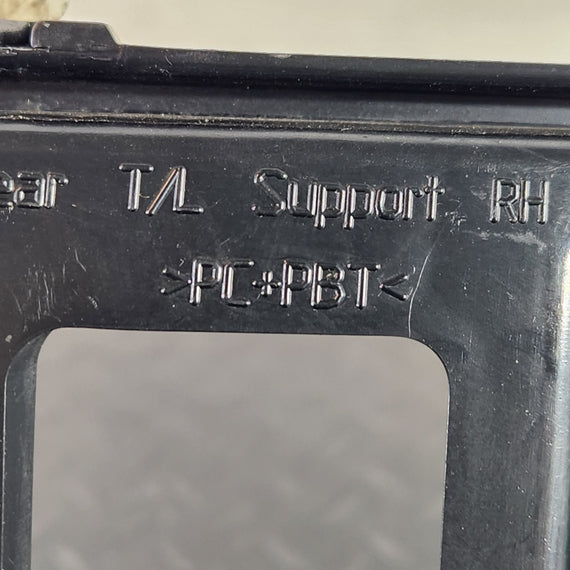 ear T/L Support RH
>PC+PBT<